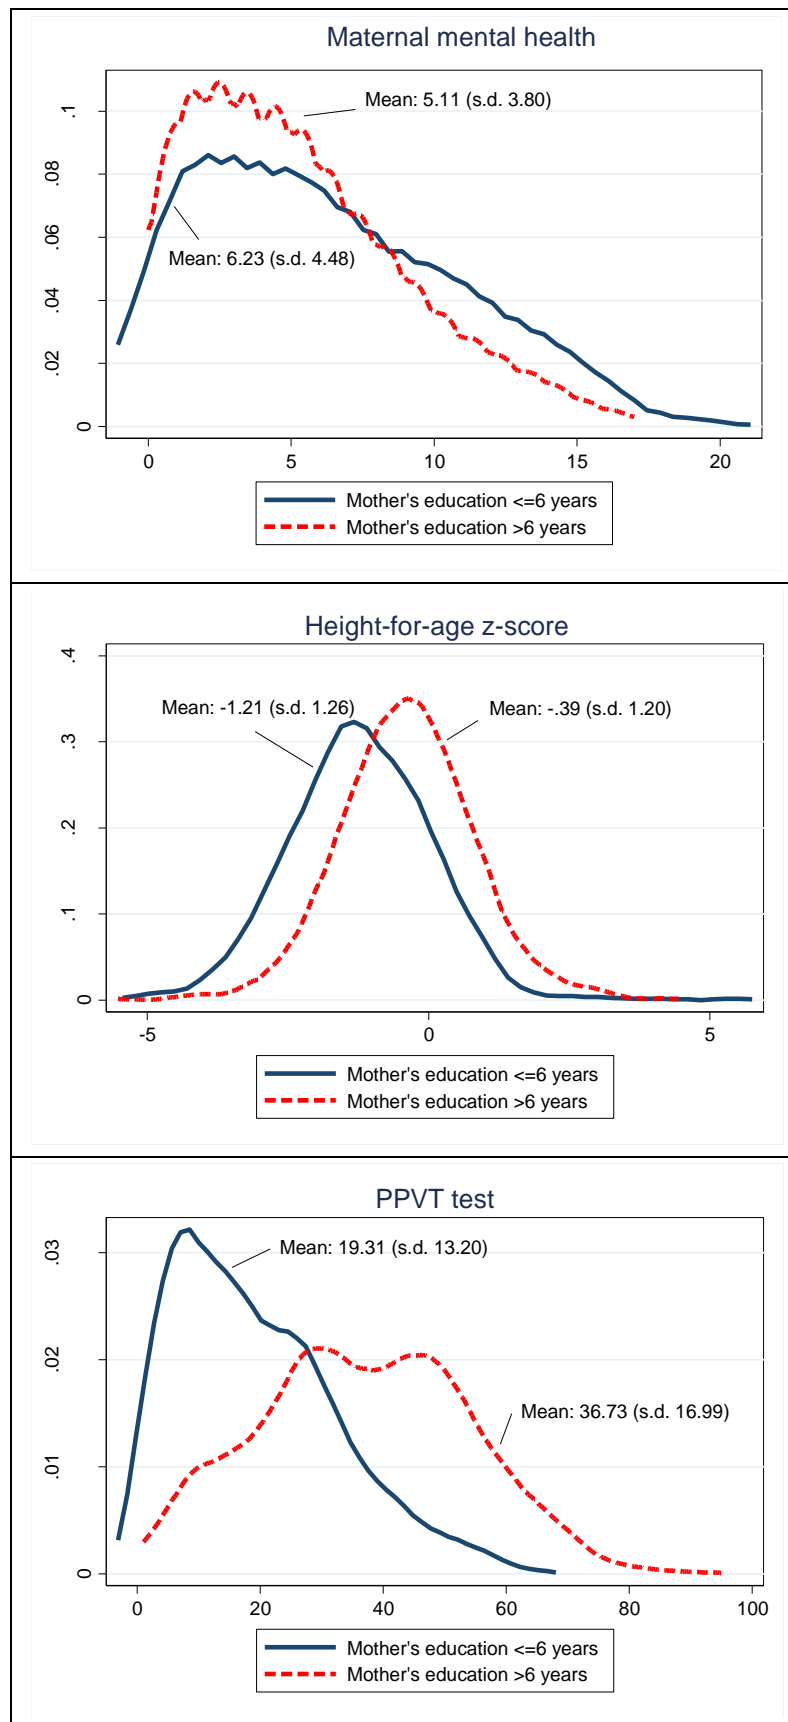 Maternal mental health
Mean: 5.11 (s.d. 3.80)
Mean: 6.23 (s.d. 4.48)
.1
.08
.06
.04
.02
0
0 5 10 15 20
Mother's education <=6 years
Mother's education >6 years
Height-for-age z-score
Mean: -1.21 (s.d. 1.26)
Mean: -.39 (s.d. 1.20)
.4
.3
.2
.1
0
-5 0 5
Mother's education <=6 years
Mother's education >6 years
PPVT test
Mean: 19.31 (s.d. 13.20)
Mean: 36.73 (s.d. 16.99)
.03
.02
.01
0
0 20 40 60 80 100
Mother's education <=6 years
Mother's education >6 years